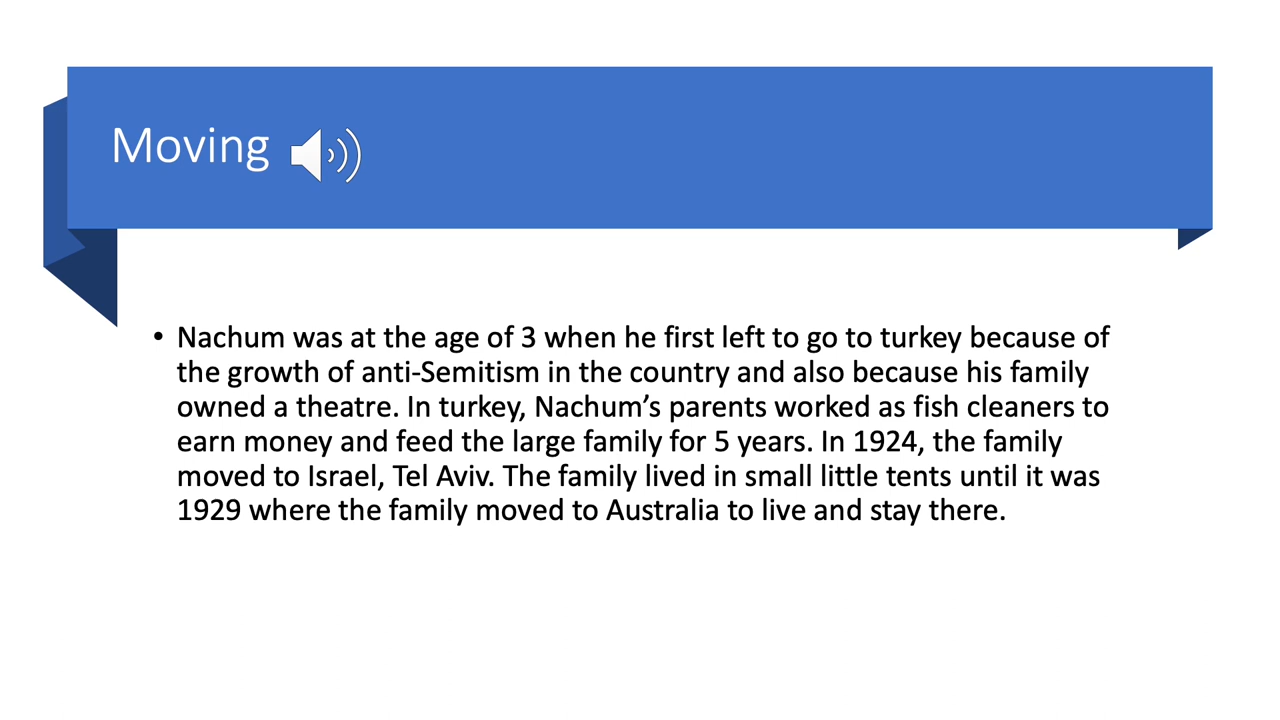 Moving
• Nachum was at the age of 3 when he first left to go to turkey because of
the growth of anti-Semitism in the country and also because his family
owned a theatre. In turkey, Nachum’s parents worked as fish cleaners to
earn money and feed the large family for 5 years. In 1924, the family
moved to Israel, Tel Aviv. The family lived in small little tents until it was
1929 where the family moved to Australia to live and stay there.